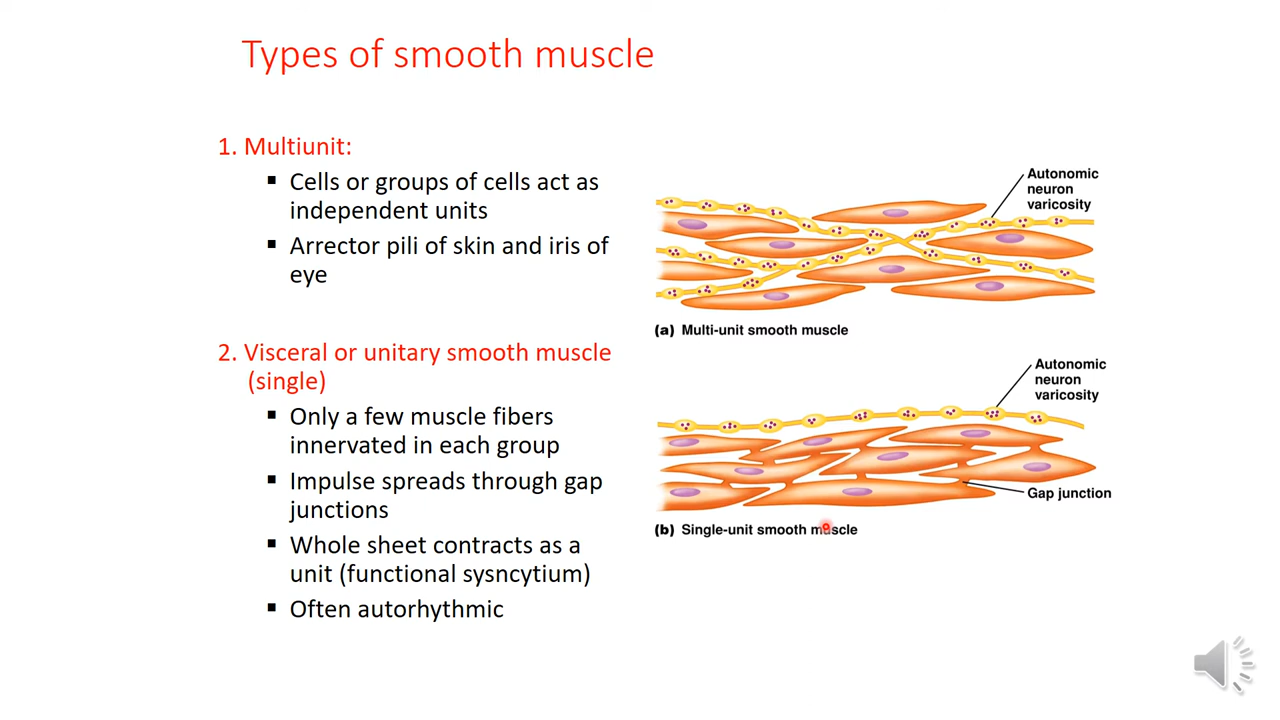 Types of smooth muscle
1. Multiunit:
▪ Cells or groups of cells act as
independent units
▪ Arrector pili of skin and iris of
eye
2. Visceral or unitary smooth muscle
(single)
▪ Only a few muscle fibers
innervated in each group
▪ Impulse spreads through gap
junctions
▪ Whole sheet contracts as a
unit (functional sysncytium)
▪ Often autorhythmic
Autonomic
neuron
varicosity
(a) Multi-unit smooth muscle
Autonomic
neuron
varicosity
Gap junction
(b) Single-unit smooth muscle